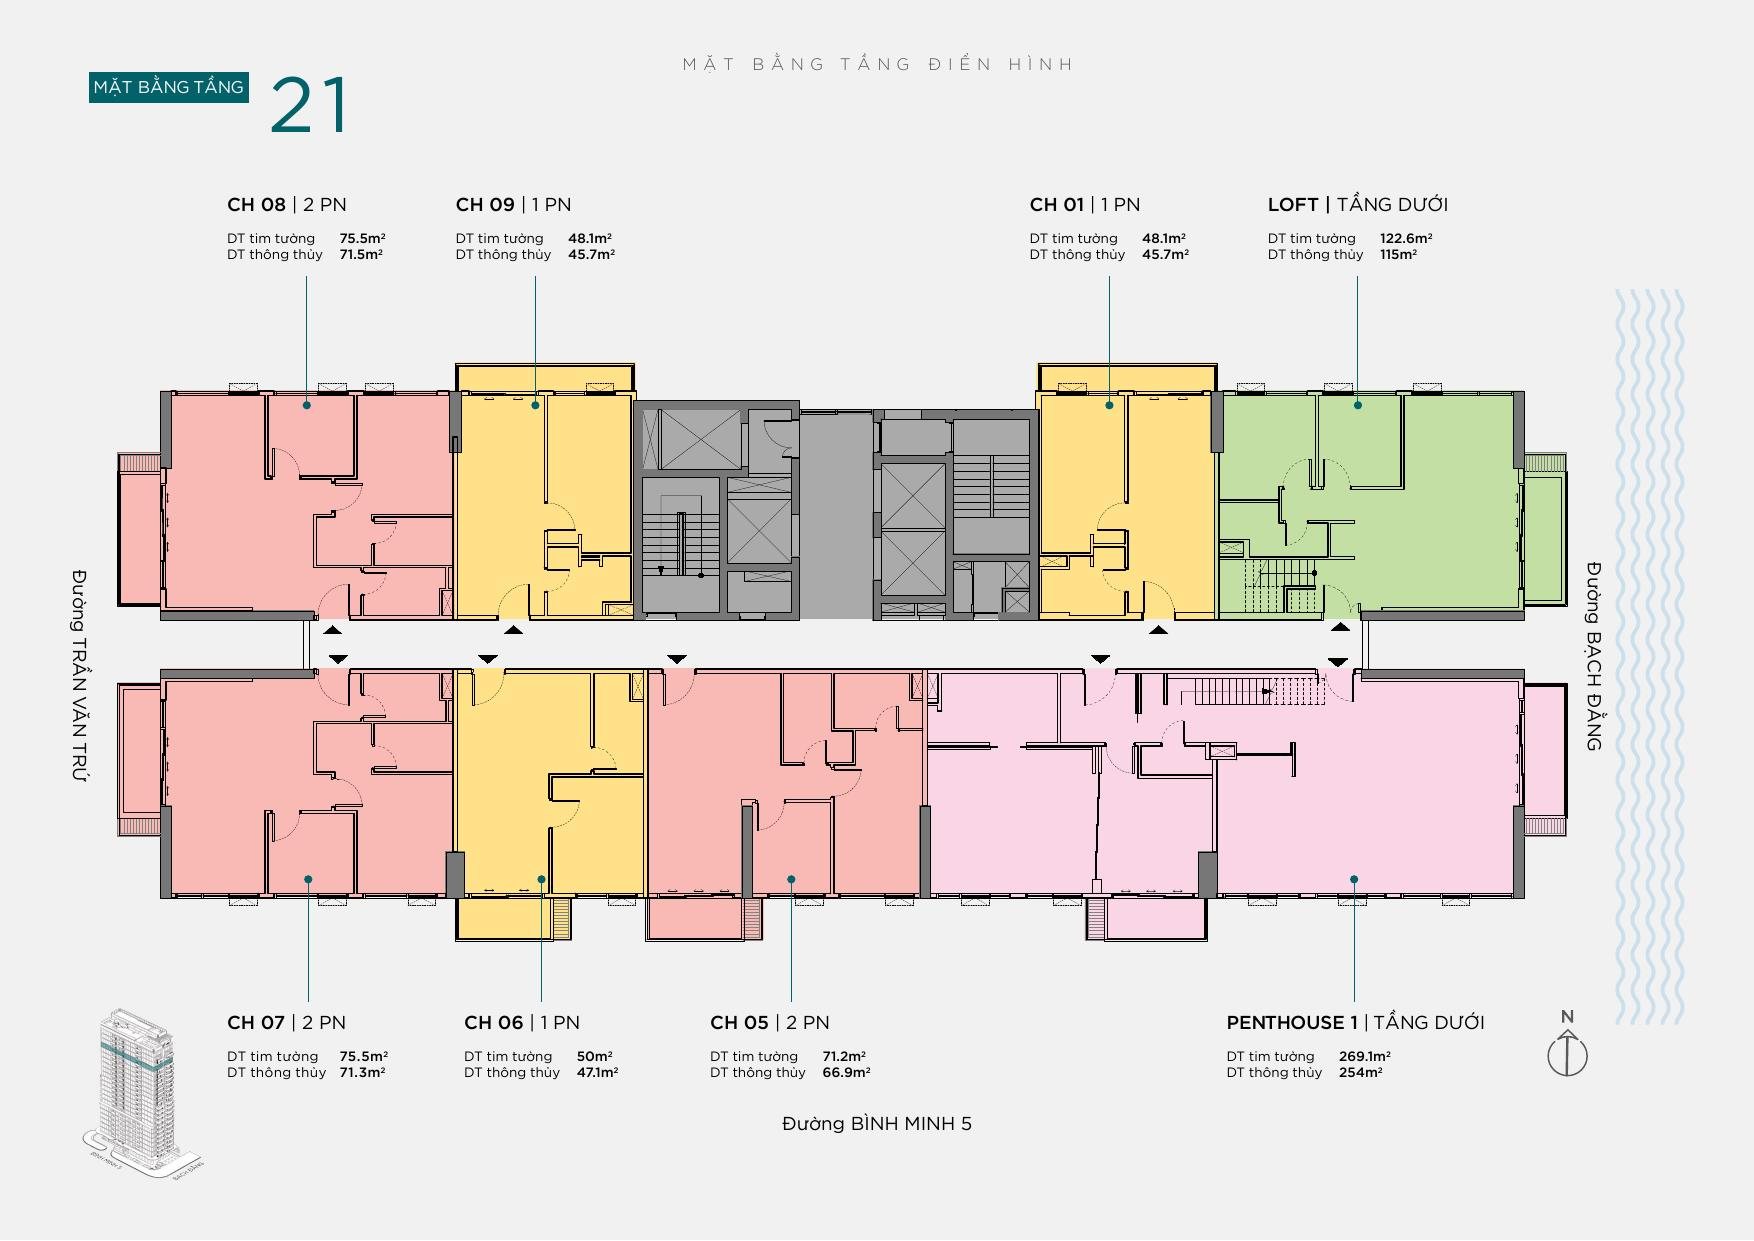 MẶT BẰNG TẦNG ĐIỂN HÌNH
MẶT BẰNG TẦNG 21
CH 08 | 2 PN
DT tim tường 75.5m²
DT thông thủy 71.5m²
CH 09 | 1 PN
DT tim tường 48.1m²
DT thông thủy 45.7m²
CH 01 | 1 PN
DT tim tường 48.1m²
DT thông thủy 45.7m²
LOFT | TẦNG DƯỚI
DT tim tường 122.6m²
DT thông thủy 115m²
Đường TRẦN VĂN TRỨ
Đường BẠCH ĐẰNG
CH 07 | 2 PN
DT tim tường 75.5m²
DT thông thủy 71.3m²
CH 06 | 1 PN
DT tim tường 50m²
DT thông thủy 47.1m²
CH 05 | 2 PN
DT tim tường 71.2m²
DT thông thủy 66.9m²
PENTHOUSE 1 | TẦNG DƯỚI
DT tim tường 269.1m²
DT thông thủy 254m²
N
Đường BÌNH MINH 5
BÌNH MINH 5
BẠCH ĐẰNG